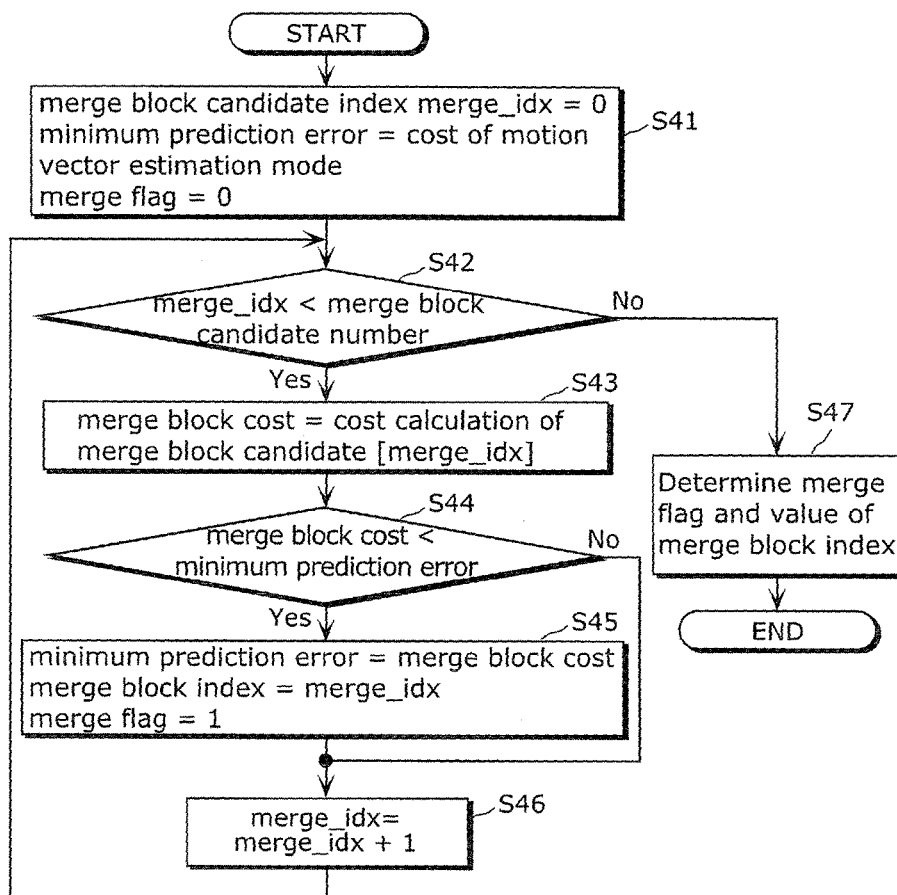 START
merge block candidate index merge_idx = 0
minimum prediction error = cost of motion
vector estimation mode
merge flag = 0
S41
S42
merge_idx < merge block
candidate number
No
Yes
S43
merge block cost = cost calculation of
merge block candidate [merge_idx]
S47
Determine merge
flag and value of
merge block index
END
S44
merge block cost <
minimum prediction error
No
Yes
S45
minimum prediction error = merge block cost
merge block index = merge_idx
merge flag = 1
S46
merge_idx=
merge_idx + 1